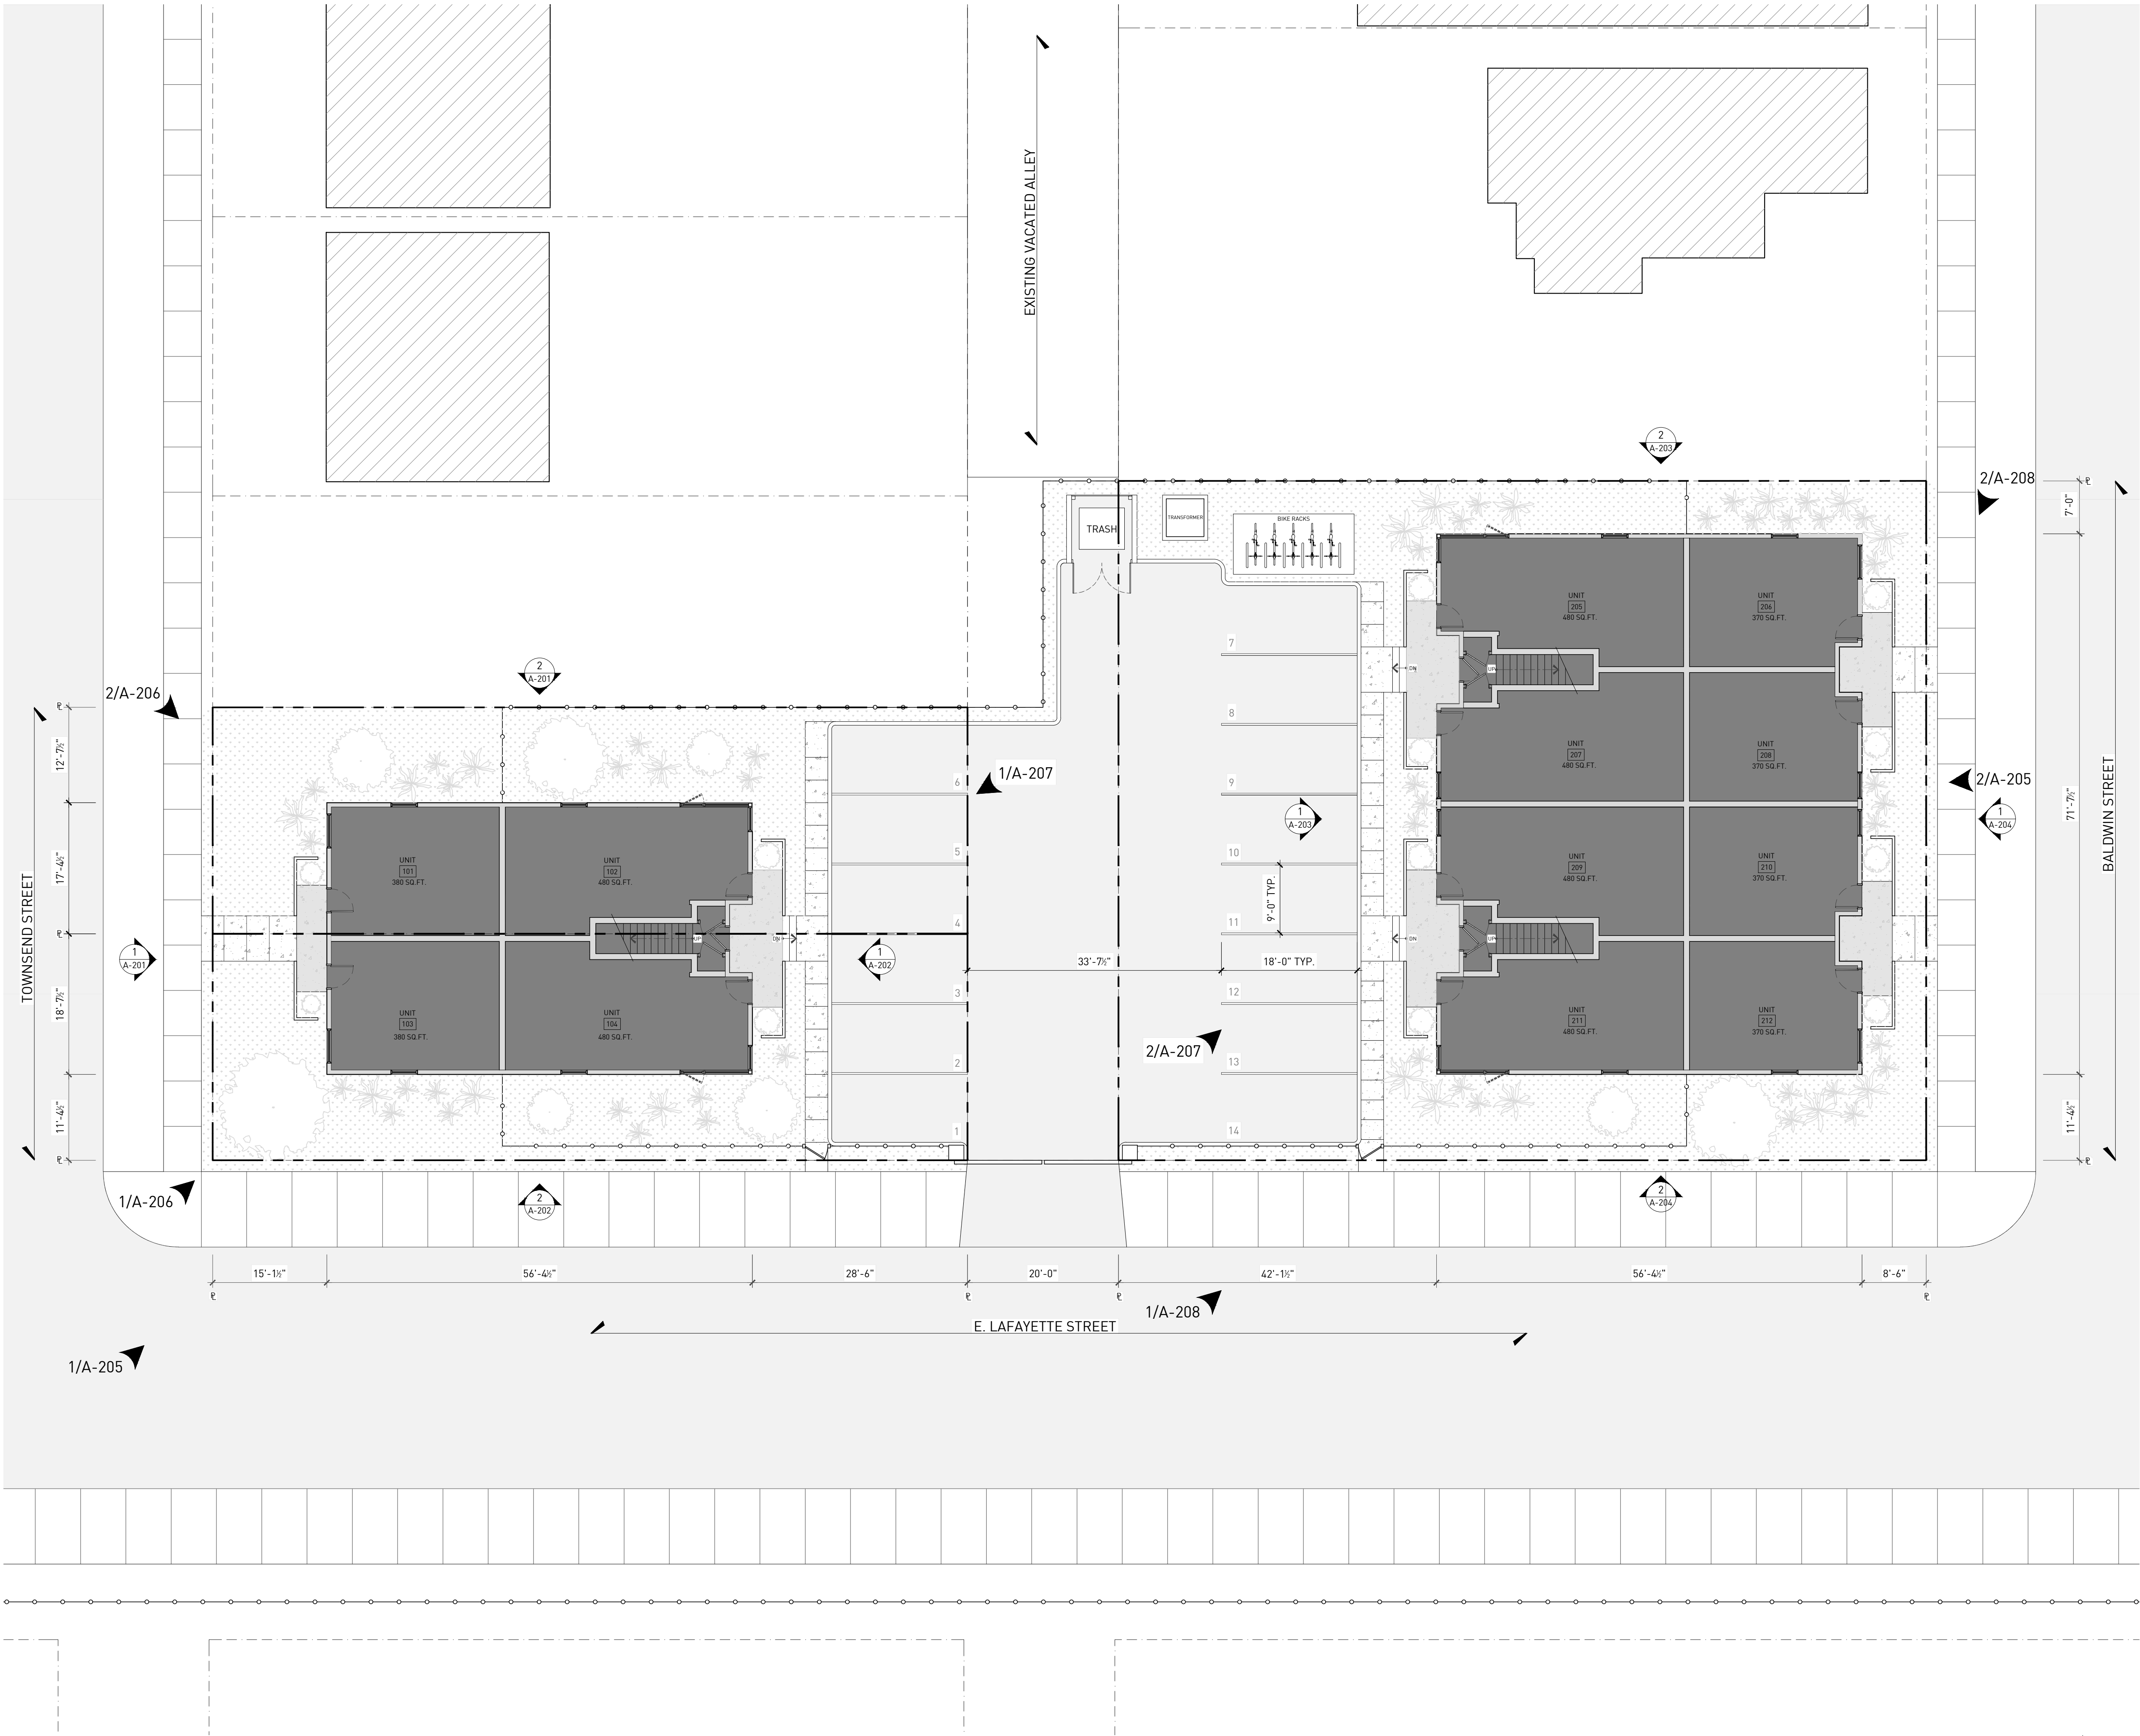 EXISTING VACATED ALLEY
2
A-203
2/A-208
7'-0"
TRASH
TRANSFORMER
BIKE RACKS
UNIT
205
480 SQ.FT.
UNIT
206
370 SQ.FT.
7
DN
UP
2
A-201
2/A-206
8
UNIT
207
480 SQ.FT.
UNIT
208
370 SQ.FT.
12'-7½"
6
1/A-207
9
2/A-205
1
A-203
1
A-204
71'-7½"
BALDWIN STREET
17'-4½"
UNIT
101
380 SQ.FT.
UNIT
102
480 SQ.FT.
5
10
9'-0" TYP.
UNIT
209
480 SQ.FT.
UNIT
210
370 SQ.FT.
TOWNSEND STREET
4
11
UP
DN
DN
UP
1
A-201
1
A-202
33'-7½"
18'-0" TYP.
18'-7½"
3
12
UNIT
103
380 SQ.FT.
UNIT
104
480 SQ.FT.
UNIT
211
480 SQ.FT.
UNIT
212
370 SQ.FT.
2/A-207
2
13
11'-4½"
11'-4½"
1
14
1/A-206
2
A-202
2
A-204
15'-1½"
56'-4½"
28'-6"
20'-0"
42'-1½"
56'-4½"
8'-6"
1/A-208
E. LAFAYETTE STREET
1/A-205